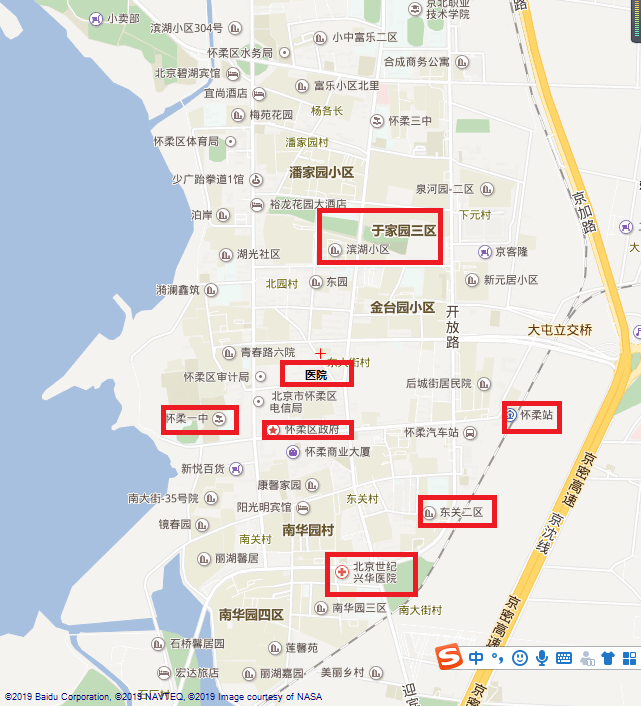 京北职业
技术学院
小卖部
滨湖小区304号
小中富乐二区
怀柔区水务局
合成商务公寓
北京碧湖宾馆
富乐小区北里
宜尚酒店
杨各长
梅苑花园
怀柔三中
怀柔区体育局
潘家园村
潘家园小区
少广跆拳道1馆
泉河园-二区
京加路
裕龙花园大酒店
泊岸
下元村
于家园三区
滨湖小区
湖光社区
京客隆
北园村
东园
新元居小区
漪澜鑫筑
金台园小区
开放路
大屯立交桥
青春路六院
东大街村
医院
怀柔区审计局
后城街居民院
北京市怀柔区
电信局
怀柔一中
怀柔站
怀柔区政府
怀柔汽车站
怀柔商业大厦
新悦百货
京密高速
康馨家园
南大街-35号院
东关村
阳光明宾馆
东关二区
镜春园
南华园村
京沈线
南关村
丽湖馨居
北京世纪
兴华医院
南华园三区
南大街村
南华园四区
京密高速
石桥馨居园
莲馨苑
中
宏达旅店
丽湖嘉园
美丽乡村
京密高速
迎
©2019 Baidu Corporation, ©2019 NAVTEQ, ©2019 Image courtesy of NASA